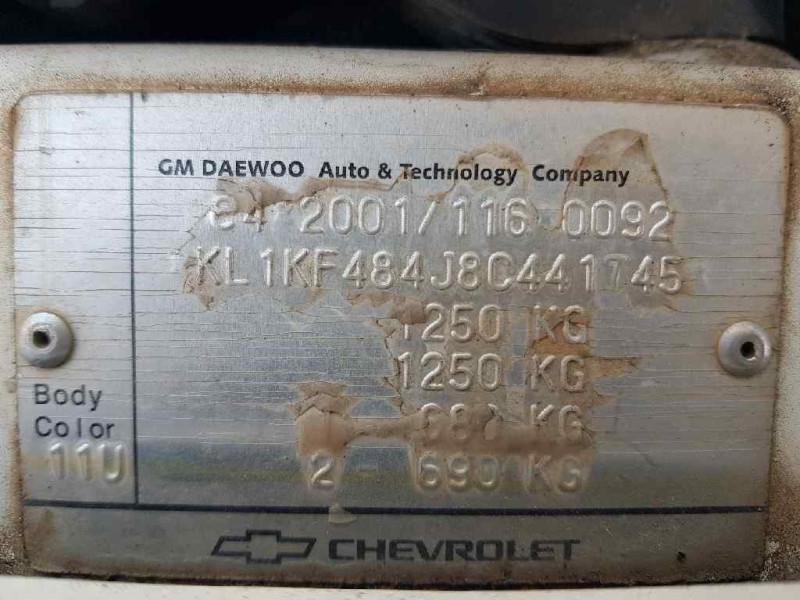 GM DAEWOO Auto & Technology Company
e4*2001/116*0092
KL1KF484J8C441745
1250 KG
1250 KG
KG
2 - 690 KG
Body
Color
11U
CHEVROLET